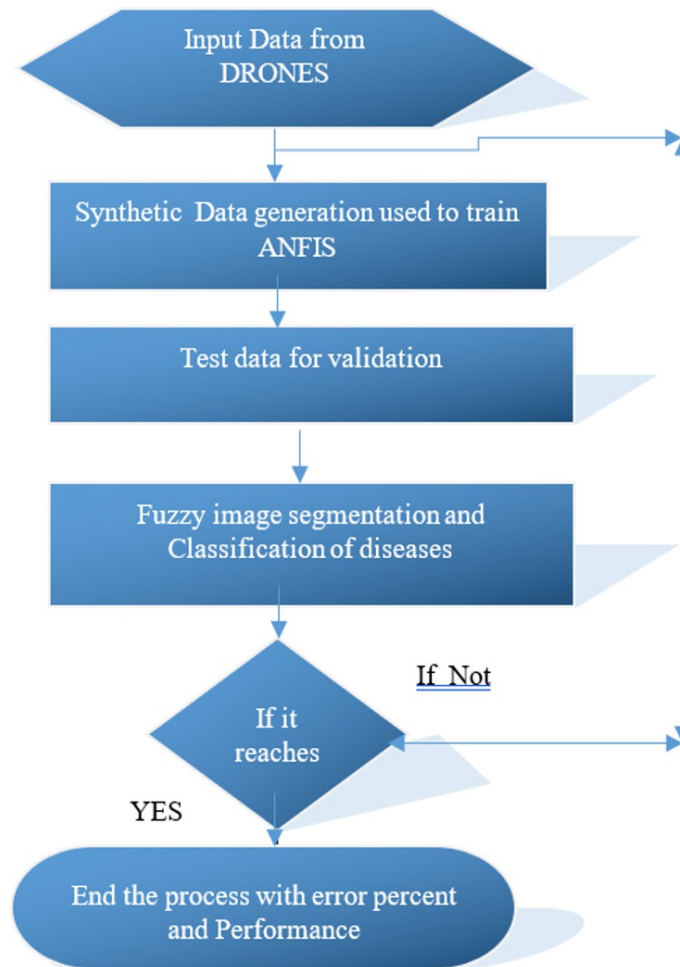 Input Data from
DRONES
Synthetic Data generation used to train
ANFIS
Test data for validation
Fuzzy image segmentation and
Classification of diseases
If Not
If it
reaches
YES
End the process with error percent
and Performance